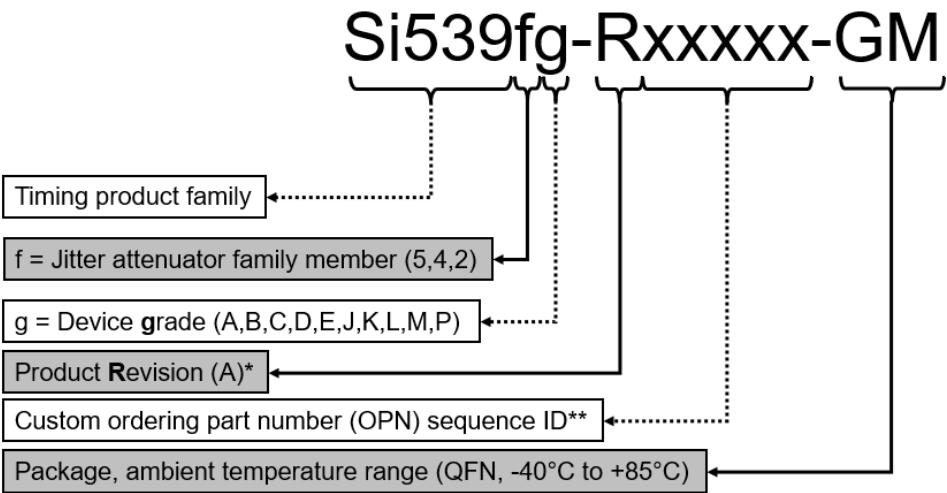 Si539fg-Rxxxxx-GM
Timing product family
f = Jitter attenuator family member (5,4,2)
g = Device grade (A,B,C,D,E,J,K,L,M,P)
Product Revision (A)*
Custom ordering part number (OPN) sequence ID**
Package, ambient temperature range (QFN, -40°C to +85°C)